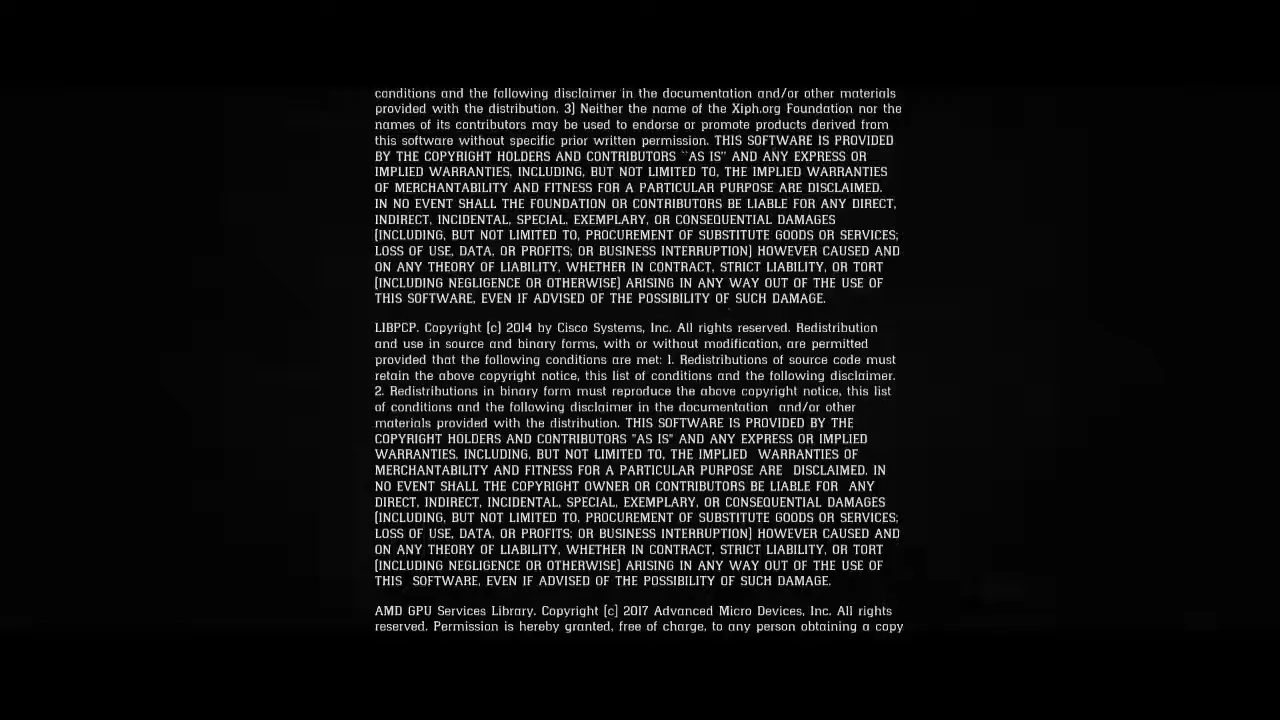 conditions and the following disclaimer in the documentation and/or other materials
provided with the distribution. 3) Neither the name of the Xiph.org Foundation nor the
names of its contributors may be used to endorse or promote products derived from
this software without specific prior written permission. THIS SOFTWARE IS PROVIDED
BY THE COPYRIGHT HOLDERS AND CONTRIBUTORS ``AS IS'' AND ANY EXPRESS OR
IMPLIED WARRANTIES, INCLUDING, BUT NOT LIMITED TO, THE IMPLIED WARRANTIES
OF MERCHANTABILITY AND FITNESS FOR A PARTICULAR PURPOSE ARE DISCLAIMED.
IN NO EVENT SHALL THE FOUNDATION OR CONTRIBUTORS BE LIABLE FOR ANY DIRECT,
INDIRECT, INCIDENTAL, SPECIAL, EXEMPLARY, OR CONSEQUENTIAL DAMAGES
(INCLUDING, BUT NOT LIMITED TO, PROCUREMENT OF SUBSTITUTE GOODS OR SERVICES;
LOSS OF USE, DATA, OR PROFITS; OR BUSINESS INTERRUPTION) HOWEVER CAUSED AND
ON ANY THEORY OF LIABILITY, WHETHER IN CONTRACT, STRICT LIABILITY, OR TORT
(INCLUDING NEGLIGENCE OR OTHERWISE) ARISING IN ANY WAY OUT OF THE USE OF
THIS SOFTWARE, EVEN IF ADVISED OF THE POSSIBILITY OF SUCH DAMAGE.
LIBPCP. Copyright (c) 2014 by Cisco Systems, Inc. All rights reserved. Redistribution
and use in source and binary forms, with or without modification, are permitted
provided that the following conditions are met: 1. Redistributions of source code must
retain the above copyright notice, this list of conditions and the following disclaimer.
2. Redistributions in binary form must reproduce the above copyright notice, this list
of conditions and the following disclaimer in the documentation  and/or other
materials provided with the distribution. THIS SOFTWARE IS PROVIDED BY THE
COPYRIGHT HOLDERS AND CONTRIBUTORS "AS IS" AND ANY EXPRESS OR IMPLIED
WARRANTIES, INCLUDING, BUT NOT LIMITED TO, THE IMPLIED  WARRANTIES OF
MERCHANTABILITY AND FITNESS FOR A PARTICULAR PURPOSE ARE  DISCLAIMED. IN
NO EVENT SHALL THE COPYRIGHT OWNER OR CONTRIBUTORS BE LIABLE FOR  ANY
DIRECT, INDIRECT, INCIDENTAL, SPECIAL, EXEMPLARY, OR CONSEQUENTIAL DAMAGES
(INCLUDING, BUT NOT LIMITED TO, PROCUREMENT OF SUBSTITUTE GOODS OR SERVICES;
LOSS OF USE, DATA, OR PROFITS; OR BUSINESS INTERRUPTION) HOWEVER CAUSED AND
ON ANY THEORY OF LIABILITY, WHETHER IN CONTRACT, STRICT LIABILITY, OR TORT
(INCLUDING NEGLIGENCE OR OTHERWISE) ARISING IN ANY WAY OUT OF THE USE OF
THIS  SOFTWARE, EVEN IF ADVISED OF THE POSSIBILITY OF SUCH DAMAGE.
AMD GPU Services Library. Copyright (c) 2017 Advanced Micro Devices, Inc. All rights
reserved. Permission is hereby granted, free of charge, to any person obtaining a copy